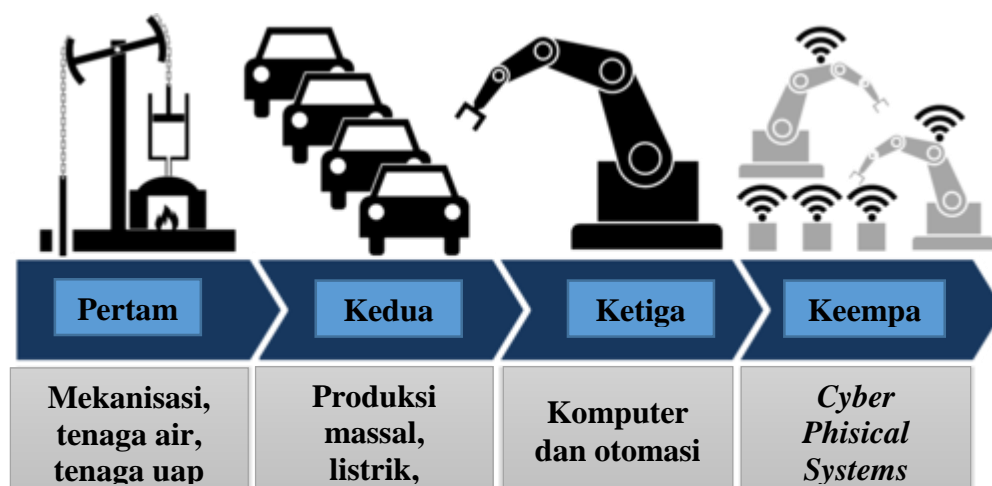 Pertam
Kedua
Ketiga
Keempa
Mekanisasi,
tenaga air,
tenaga uap
Produksi
massal,
listrik,
Komputer
dan otomasi
Cyber
Phisical
Systems